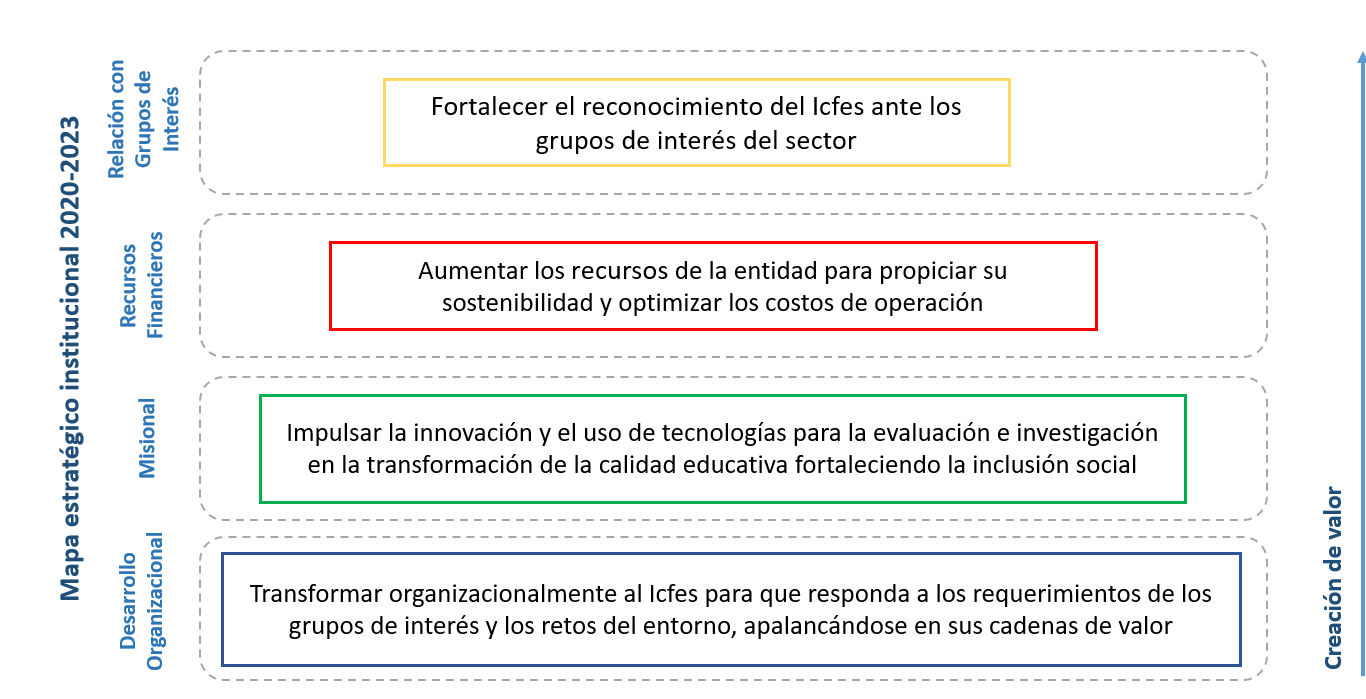 Mapa estratégico institucional 2020-2023
Relación con
Grupos de
Interés
Fortalecer el reconocimiento del Icfes ante los
grupos de interés del sector
Recursos
Financieros
Aumentar los recursos de la entidad para propiciar su
sostenibilidad y optimizar los costos de operación
Misional
Impulsar la innovación y el uso de tecnologías para la evaluación e investigación
en la transformación de la calidad educativa fortaleciendo la inclusión social
Desarrollo
Organizacional
Transformar organizacionalmente al Icfes para que responda a los requerimientos de los
grupos de interés y los retos del entorno, apalancándose en sus cadenas de valor
Creación de valor